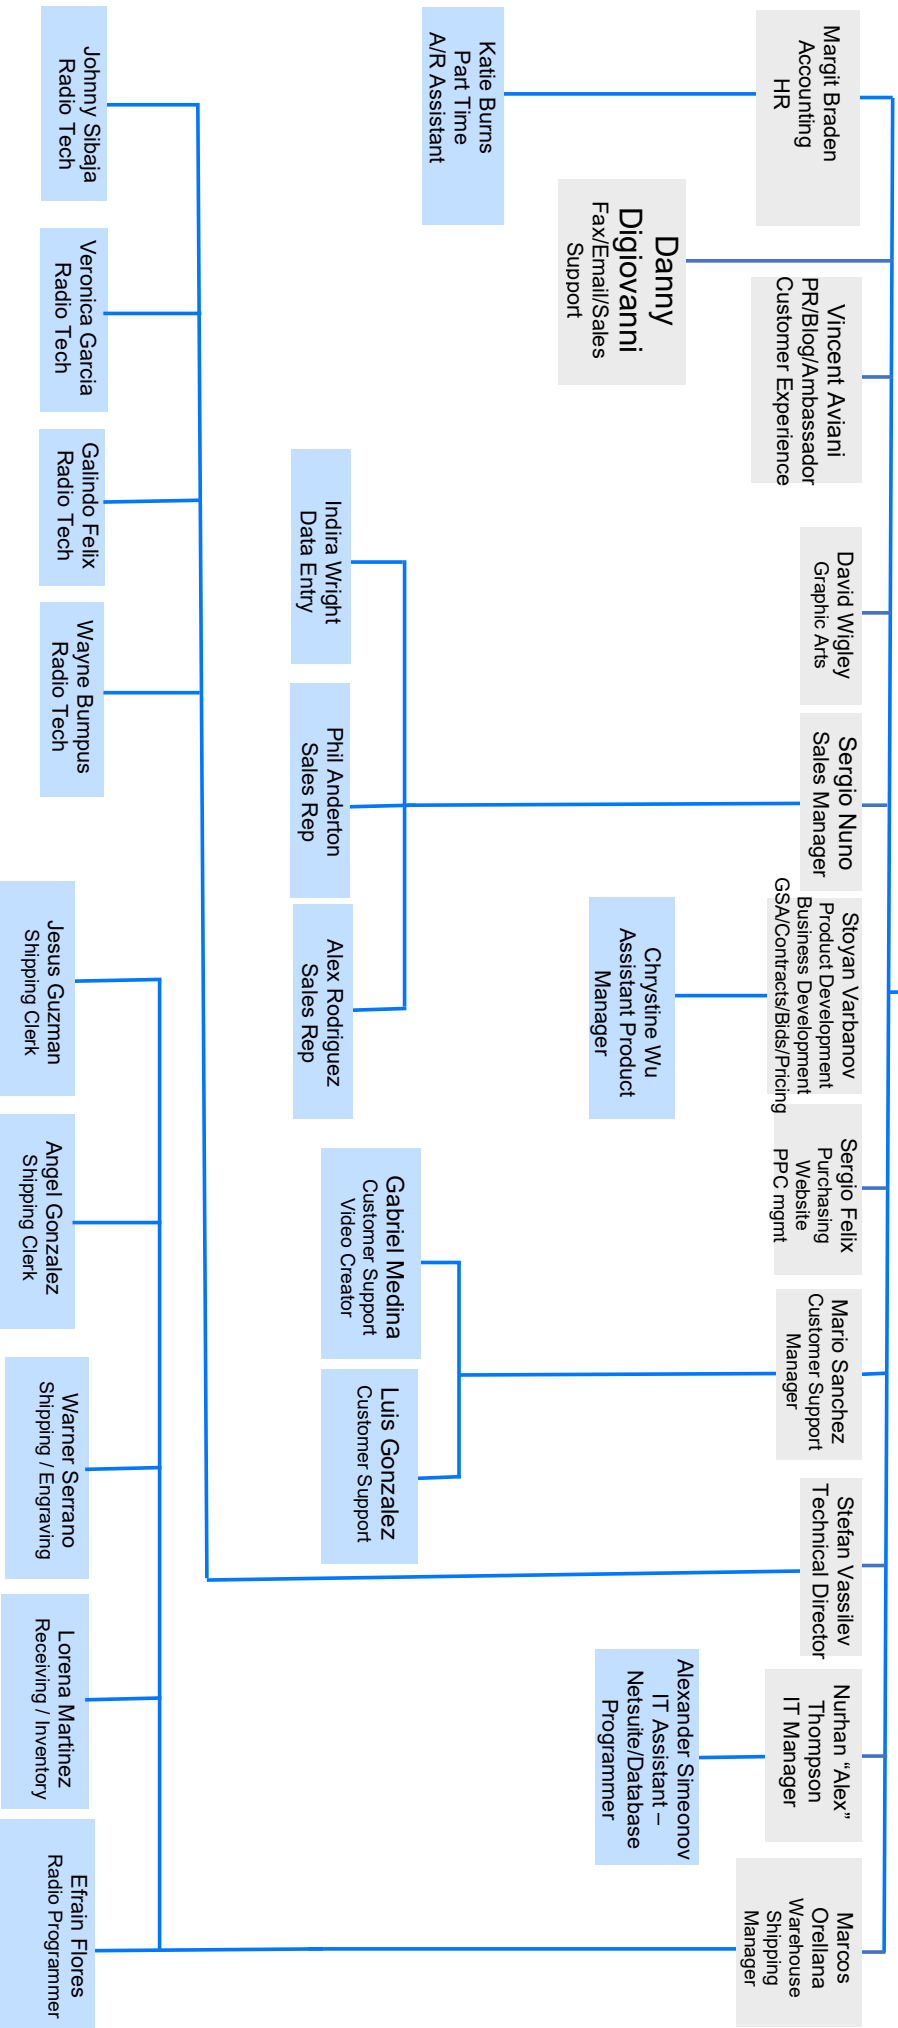 Margit Braden
Accounting
HR
Katie Burns
Part Time
A/R Assistant
Danny
Digiovanni
Fax/Email/Sales
Support
Vincent Aviani
PR/Blog/Ambassador
Customer Experience
David Wigley
Graphic Arts
Sergio Nuno
Sales Manager
Indira Wright
Data Entry
Phil Anderton
Sales Rep
Alex Rodriguez
Sales Rep
Stoyan Varbanov
Product Development
Business Development
GSA/Contracts/Bids/Pricing
Chrystine Wu
Assistant Product
Manager
Sergio Felix
Purchasing
Website
PPC mgmt
Mario Sanchez
Customer Support
Manager
Gabriel Medina
Customer Support
Video Creator
Luis Gonzalez
Customer Support
Stefan Vassilev
Technical Director
Johnny Sibaja
Radio Tech
Veronica Garcia
Radio Tech
Galindo Felix
Radio Tech
Wayne Bumpus
Radio Tech
Nurhan “Alex”
Thompson
IT Manager
Alexander Simeonov
IT Assistant –
Netsuite/Database
Programmer
Marcos
Orellana
Warehouse
Shipping
Manager
Jesus Guzman
Shipping Clerk
Angel Gonzalez
Shipping Clerk
Warner Serrano
Shipping / Engraving
Lorena Martinez
Receiving / Inventory
Efrain Flores
Radio Programmer